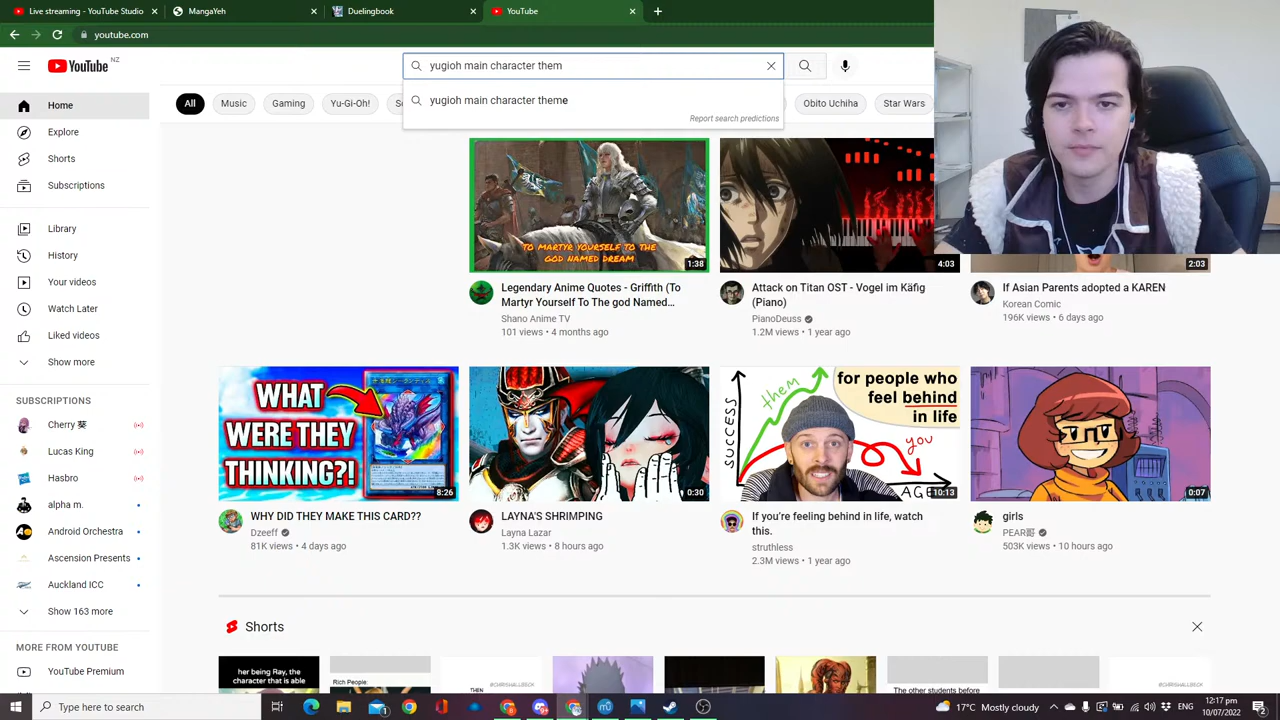 Live streaming - YouTube Studio
MangaYeh
Duelingbook
YouTube
youtube.com
YouTube NZ
yugioh main character them
yugioh main character theme
Report search predictions
All
Music
Gaming
Yu-Gi-Oh!
Obito Uchiha
Star Wars
Home
Explore
Shorts
Subscriptions
Library
History
Your videos
Watch Later
Liked videos
Show more
SUBSCRIPTIONS
Cherry 葵
Lucas King
Hasbro
alpha m.
Android Orchestra
Ascension Presents
Auckland ICC
Show 163 more
MORE FROM YOUTUBE
YouTube Premium
TO MARTYR YOURSELF TO THE
GOD NAMED DREAM
1:38
Legendary Anime Quotes - Griffith (To
Martyr Yourself To The god Named...
Shano Anime TV
101 views • 4 months ago
4:03
Attack on Titan OST - Vogel im Käfig
(Piano)
PianoDeuss
1.2M views • 1 year ago
2:03
If Asian Parents adopted a KAREN
Korean Comic
196K views • 6 days ago
WHAT
WERE THEY
THINKING?!
8:26
WHY DID THEY MAKE THIS CARD??
Dzeeff
81K views • 4 days ago
0:30
LAYNA'S SHRIMPING
Layna Lazar
1.3K views • 8 hours ago
SUCCESS
them
for people who
feel behind
in life
you
AGE
10:13
If you're feeling behind in life, watch
this.
struthless
2.3M views • 1 year ago
0:07
girls
PEAR哥
503K views • 10 hours ago
Shorts
her being Ray, the
character that is able
Rich People:
THEN
@CHRISHALLBECK
The other students before
@CHRISHALLBECK
Type here to search
17°C Mostly cloudy
12:17 pm
10/07/2022